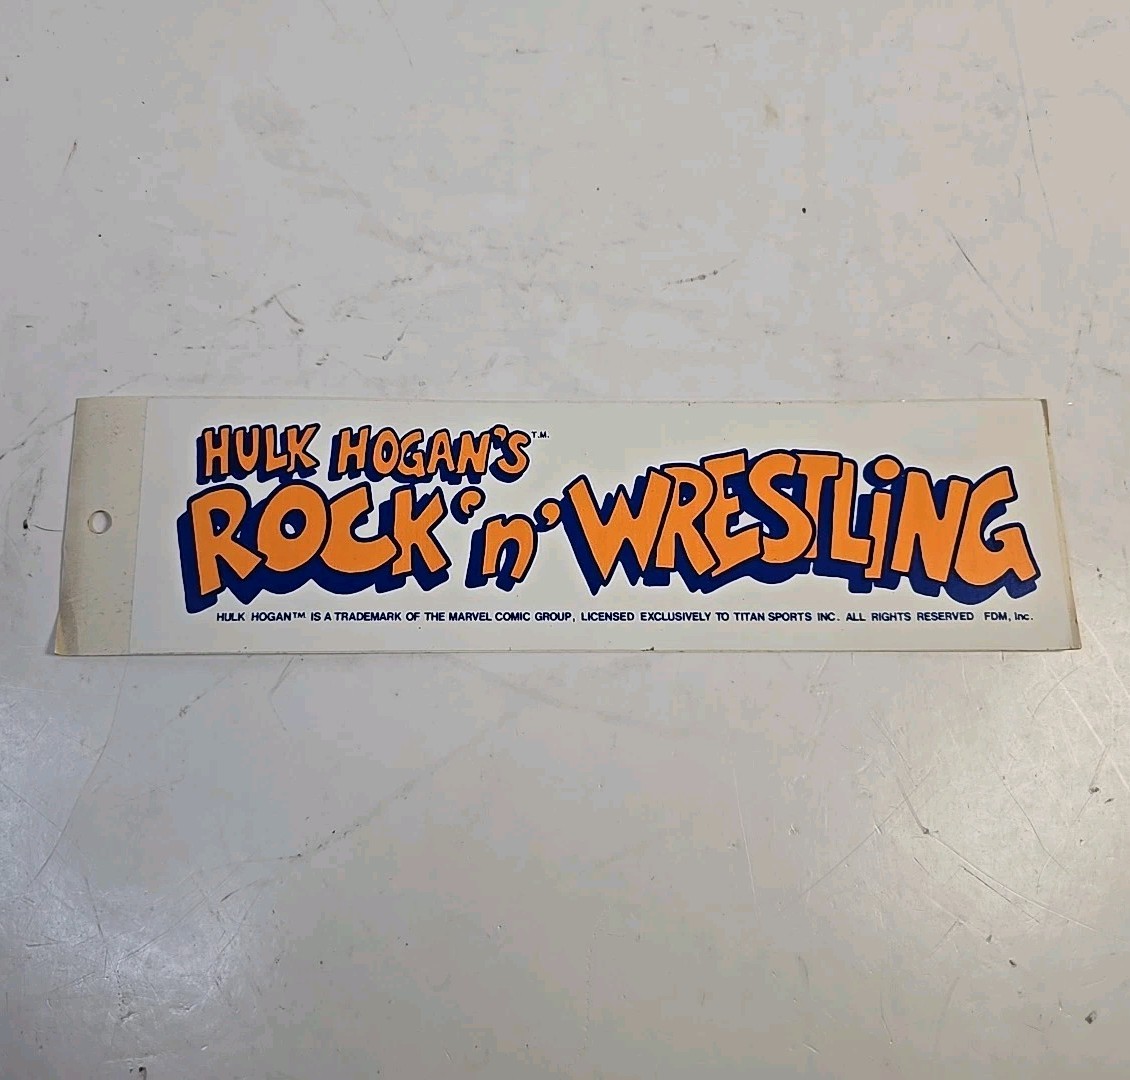 HULK HOGAN'S T.M.
ROCK 'n' WRESTLiNG
HULK HOGAN™ IS A TRADEMARK OF THE MARVEL COMIC GROUP, LICENSED EXCLUSIVELY TO TITAN SPORTS INC. ALL RIGHTS RESERVED FDM, Inc.